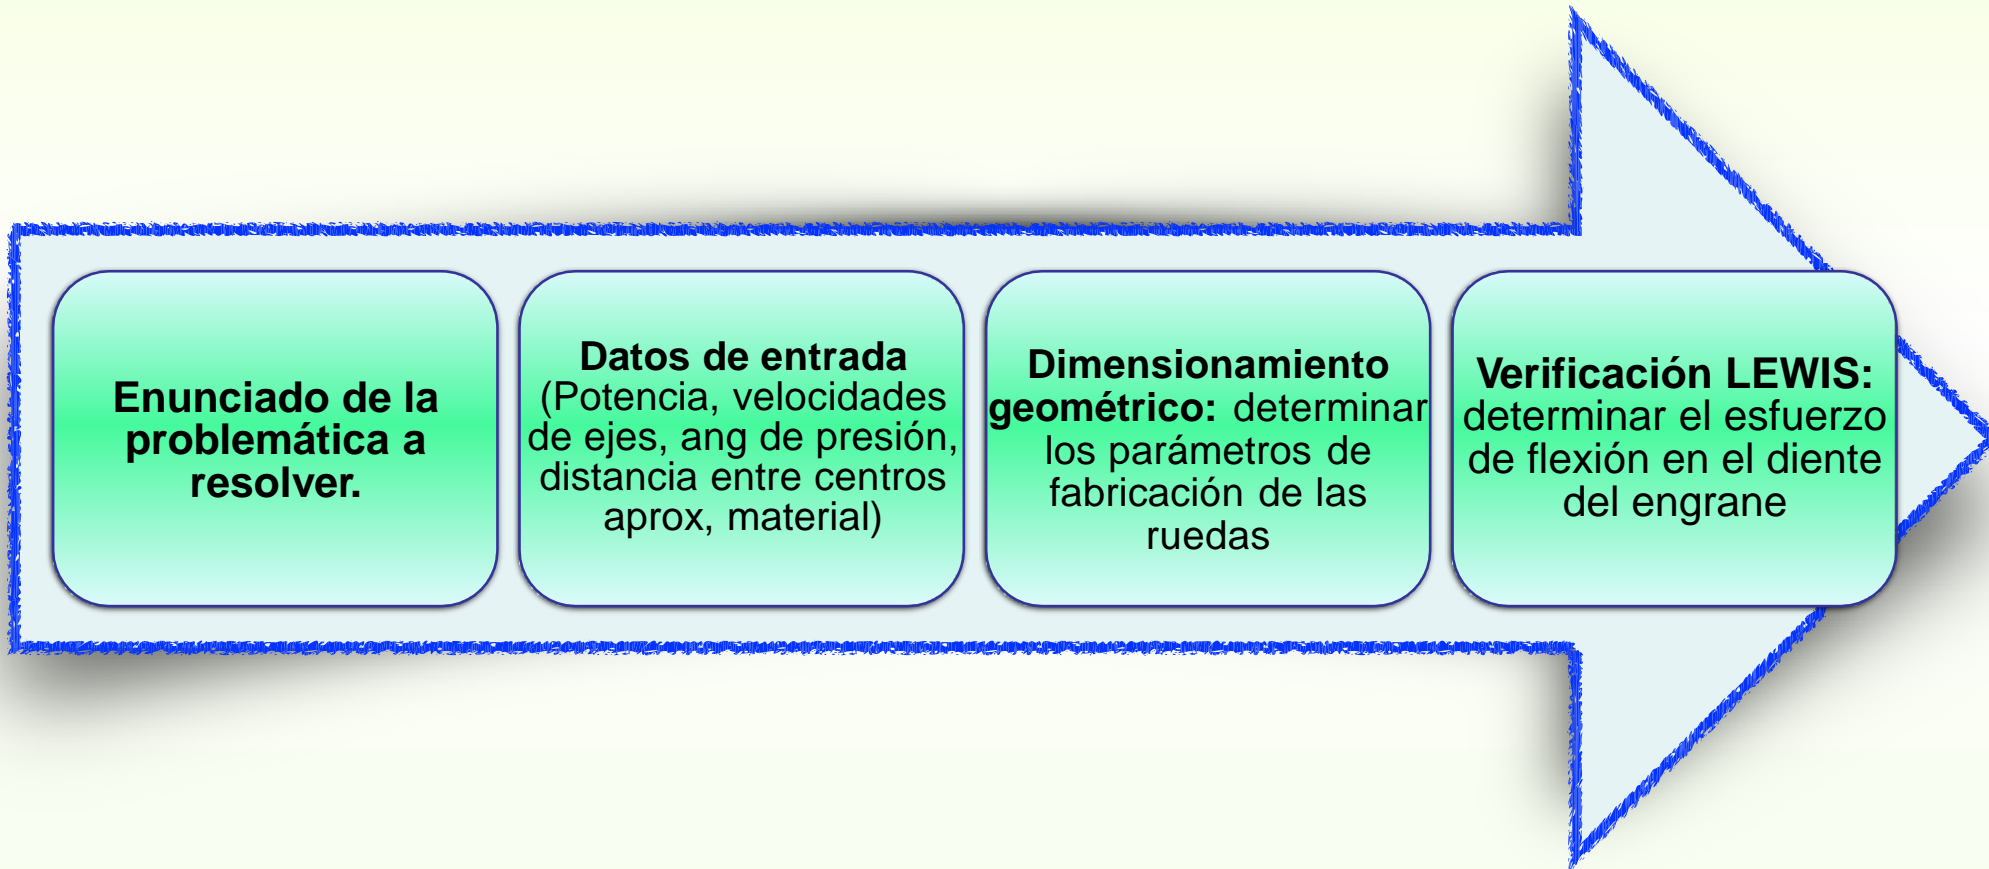 Enunciado de la
problemática a
resolver.
Datos de entrada
(Potencia, velocidades
de ejes, ang de presión,
distancia entre centros
aprox, material)
Dimensionamiento
geométrico: determinar
los parámetros de
fabricación de las
ruedas
Verificación LEWIS:
determinar el esfuerzo
de flexión en el diente
del engrane